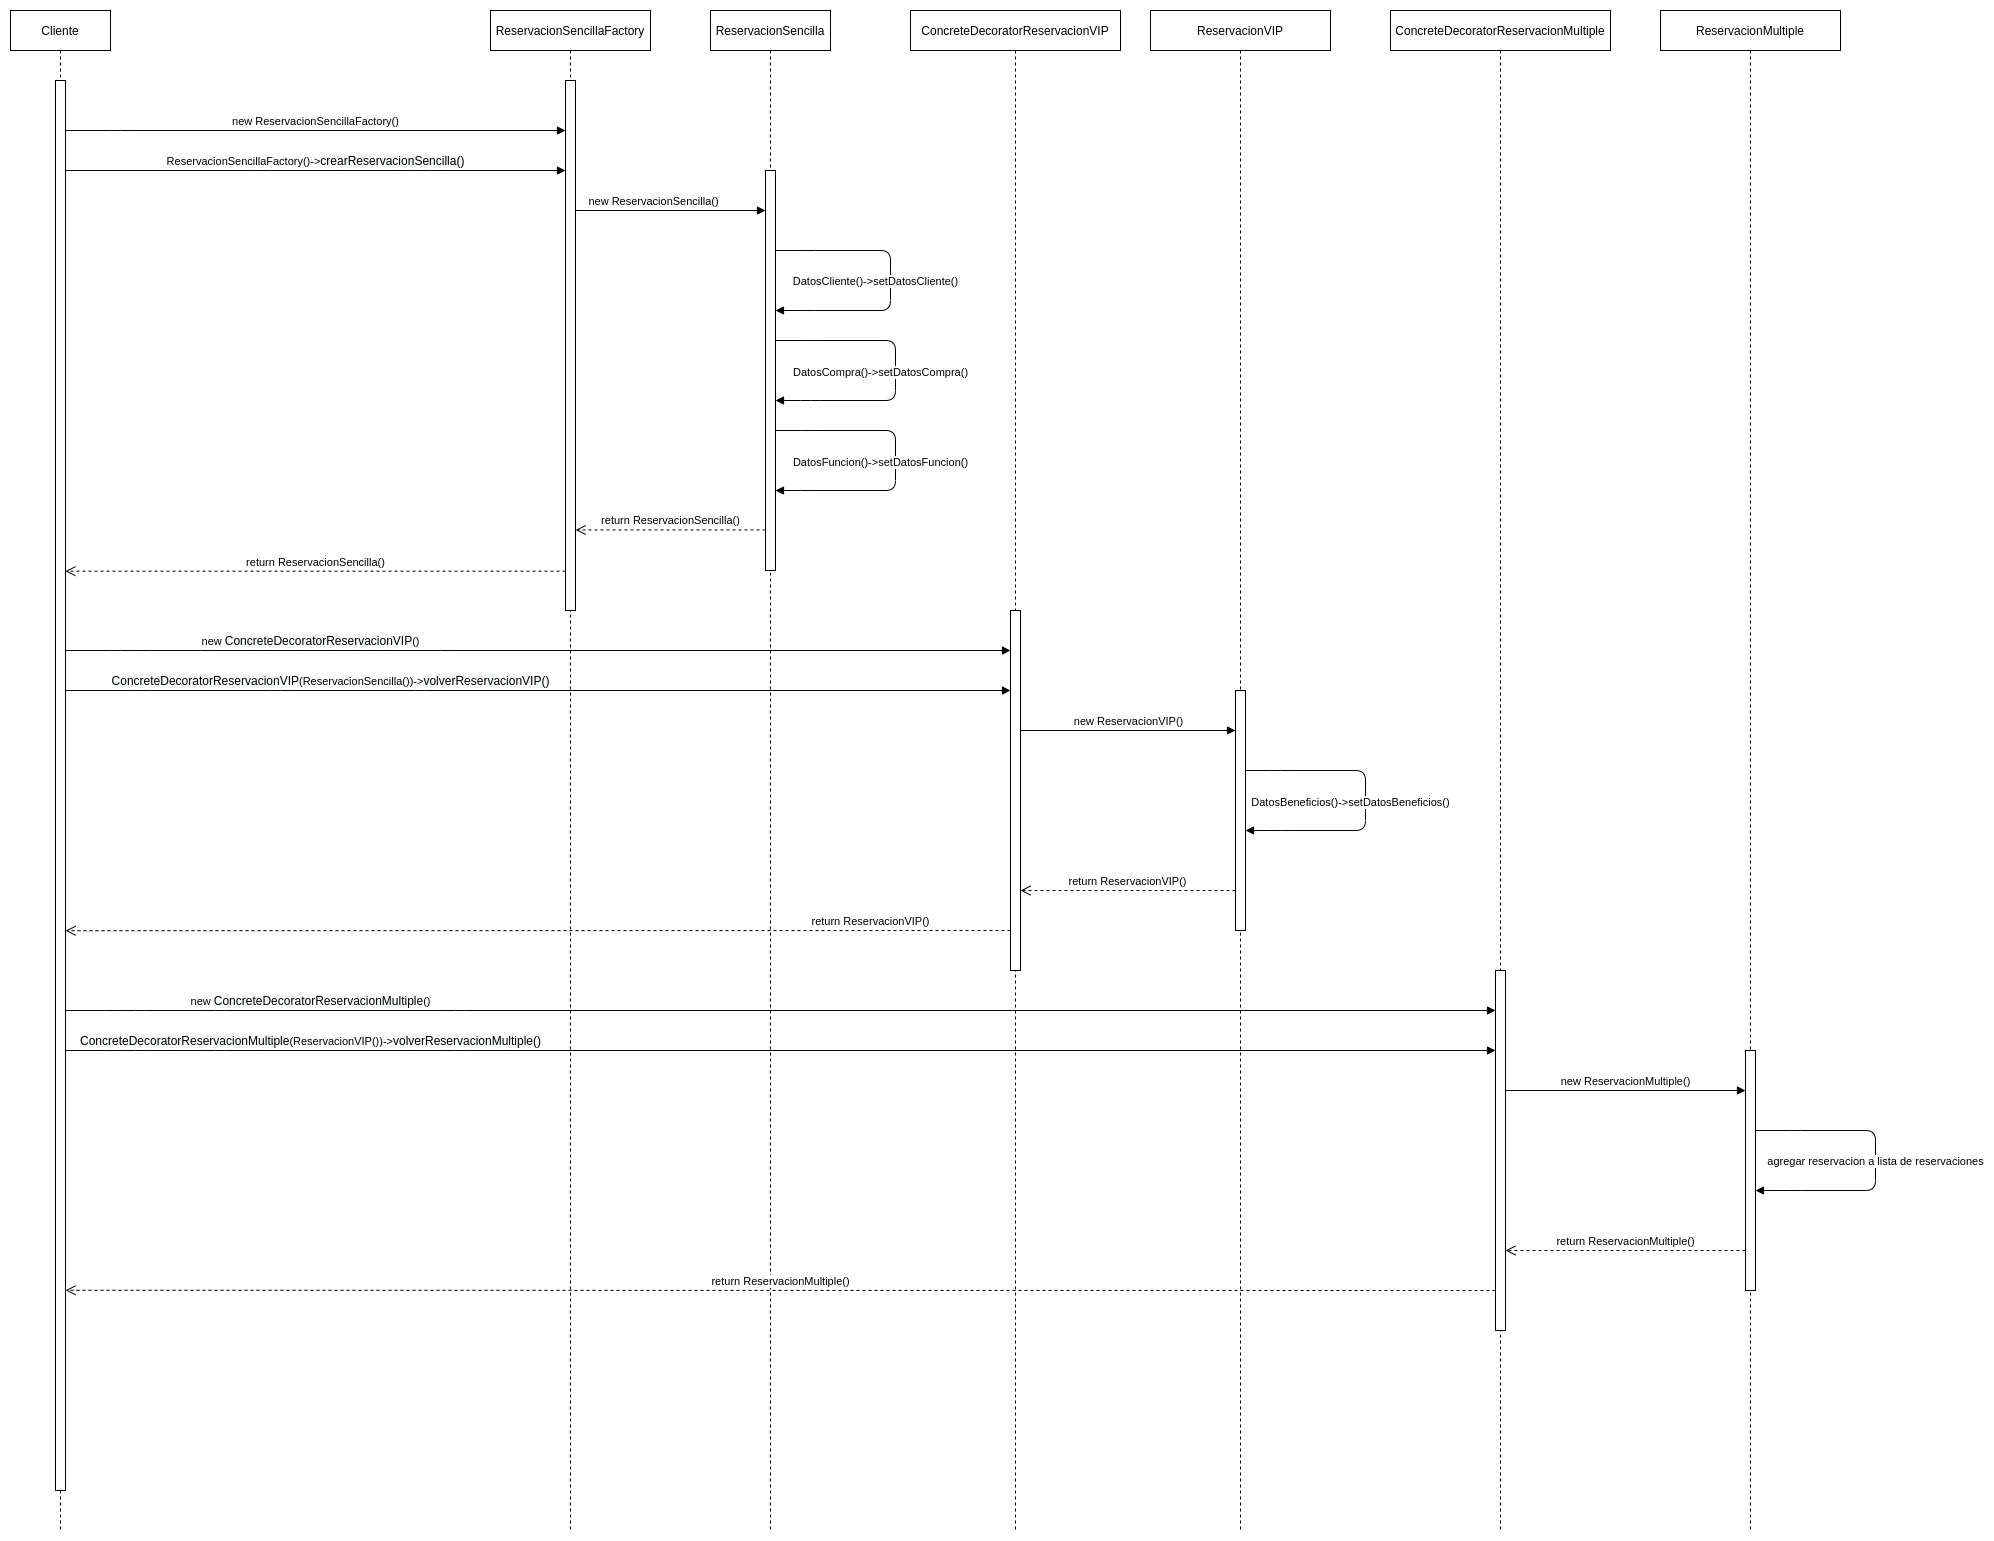 Cliente
ReservacionSencillaFactory
ReservacionSencilla
ConcreteDecoratorReservacionVIP
ReservacionVIP
ConcreteDecoratorReservacionMultiple
ReservacionMultiple
new ReservacionSencillaFactory()
ReservacionSencillaFactory()->crearReservacionSencilla()
new ReservacionSencilla()
DatosCliente()->setDatosCliente()
DatosCompra()->setDatosCompra()
DatosFuncion()->setDatosFuncion()
return ReservacionSencilla()
return ReservacionSencilla()
new ConcreteDecoratorReservacionVIP()
ConcreteDecoratorReservacionVIP(ReservacionSencilla())->volverReservacionVIP()
new ReservacionVIP()
DatosBeneficios()->setDatosBeneficios()
return ReservacionVIP()
return ReservacionVIP()
new ConcreteDecoratorReservacionMultiple()
ConcreteDecoratorReservacionMultiple(ReservacionVIP())->volverReservacionMultiple()
new ReservacionMultiple()
agregar reservacion a lista de reservaciones
return ReservacionMultiple()
return ReservacionMultiple()